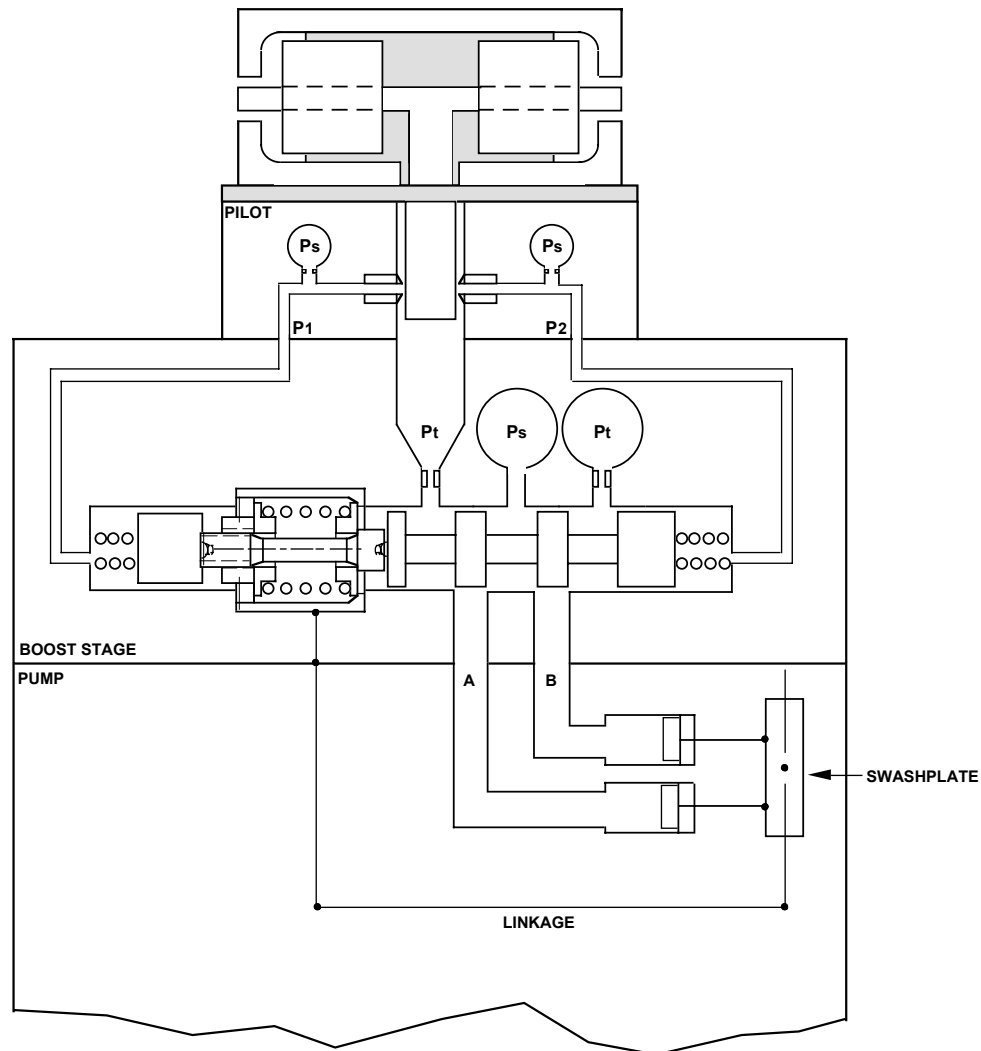 PILOT
Ps
Ps
P1
P2
Pt
Ps
Pt
BOOST STAGE
PUMP
A
B
SWASHPLATE
LINKAGE